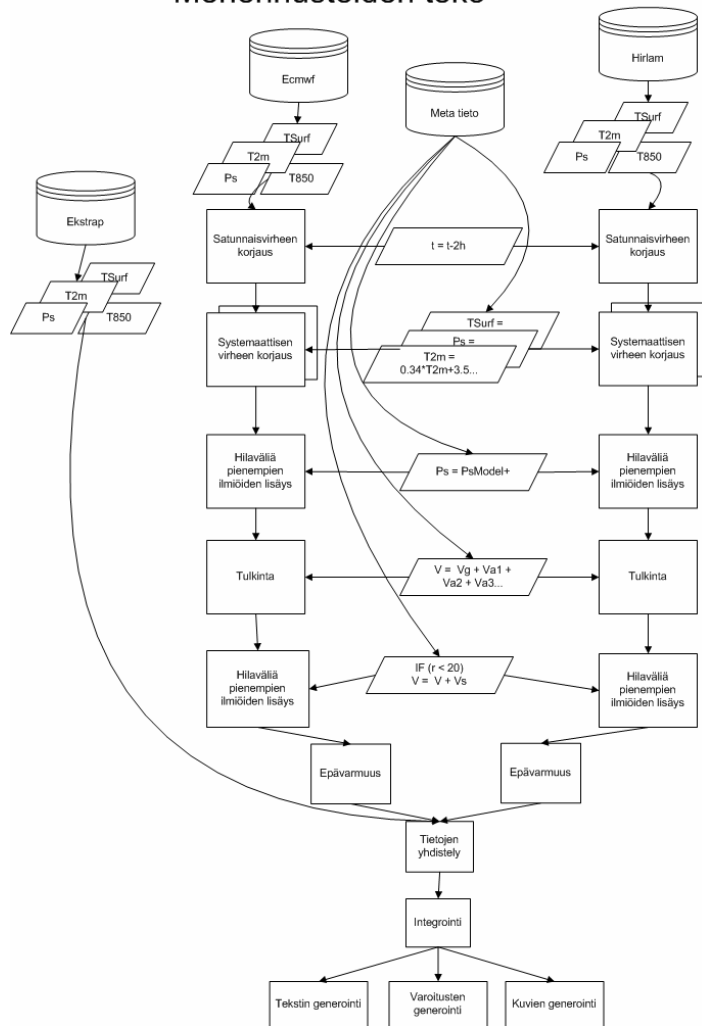 Ecmwf
Hirlam
Meta tieto
TSurf
T2m
Ps
T850
TSurf
T2m
Ps
T850
Ekstrap
TSurf
T2m
Ps
T850
Satunnaisvirheen
korjaus
t = t-2h
Satunnaisvirheen
korjaus
Systemaattisen
virheen korjaus
TSurf =
Ps =
T2m =
0.34*T2m+3.5...
Systemaattisen
virheen korjaus
Hilaväliä
pienempien
ilmiöiden lisäys
Ps = PsModel+
Hilaväliä
pienempien
ilmiöiden lisäys
Tulkinta
V = Vg + Va1 +
Va2 + Va3...
Tulkinta
Hilaväliä
pienempien
ilmiöiden lisäys
IF (r < 20)
V = V + Vs
Hilaväliä
pienempien
ilmiöiden lisäys
Epävarmuus
Epävarmuus
Tietojen
yhdistely
Integrointi
Tekstin generointi
Varoitusten
generointi
Kuvien generointi